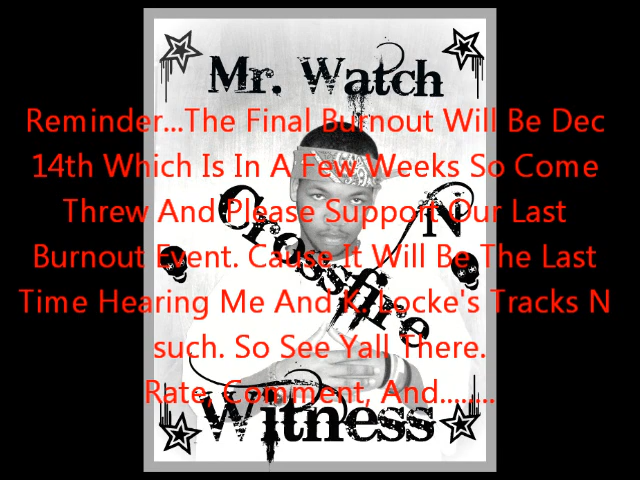 Mr. Watch
Reminder...The Final Burnout Will Be Dec
14th Which Is In A Few Weeks So Come
Threw And Please Support Our Last
Burnout Event. Cause It Will Be The Last
Time Hearing Me And K. Locke's Tracks N
such. So See Yall There.
Rate, Comment, And........
Crossfire
N
Witness